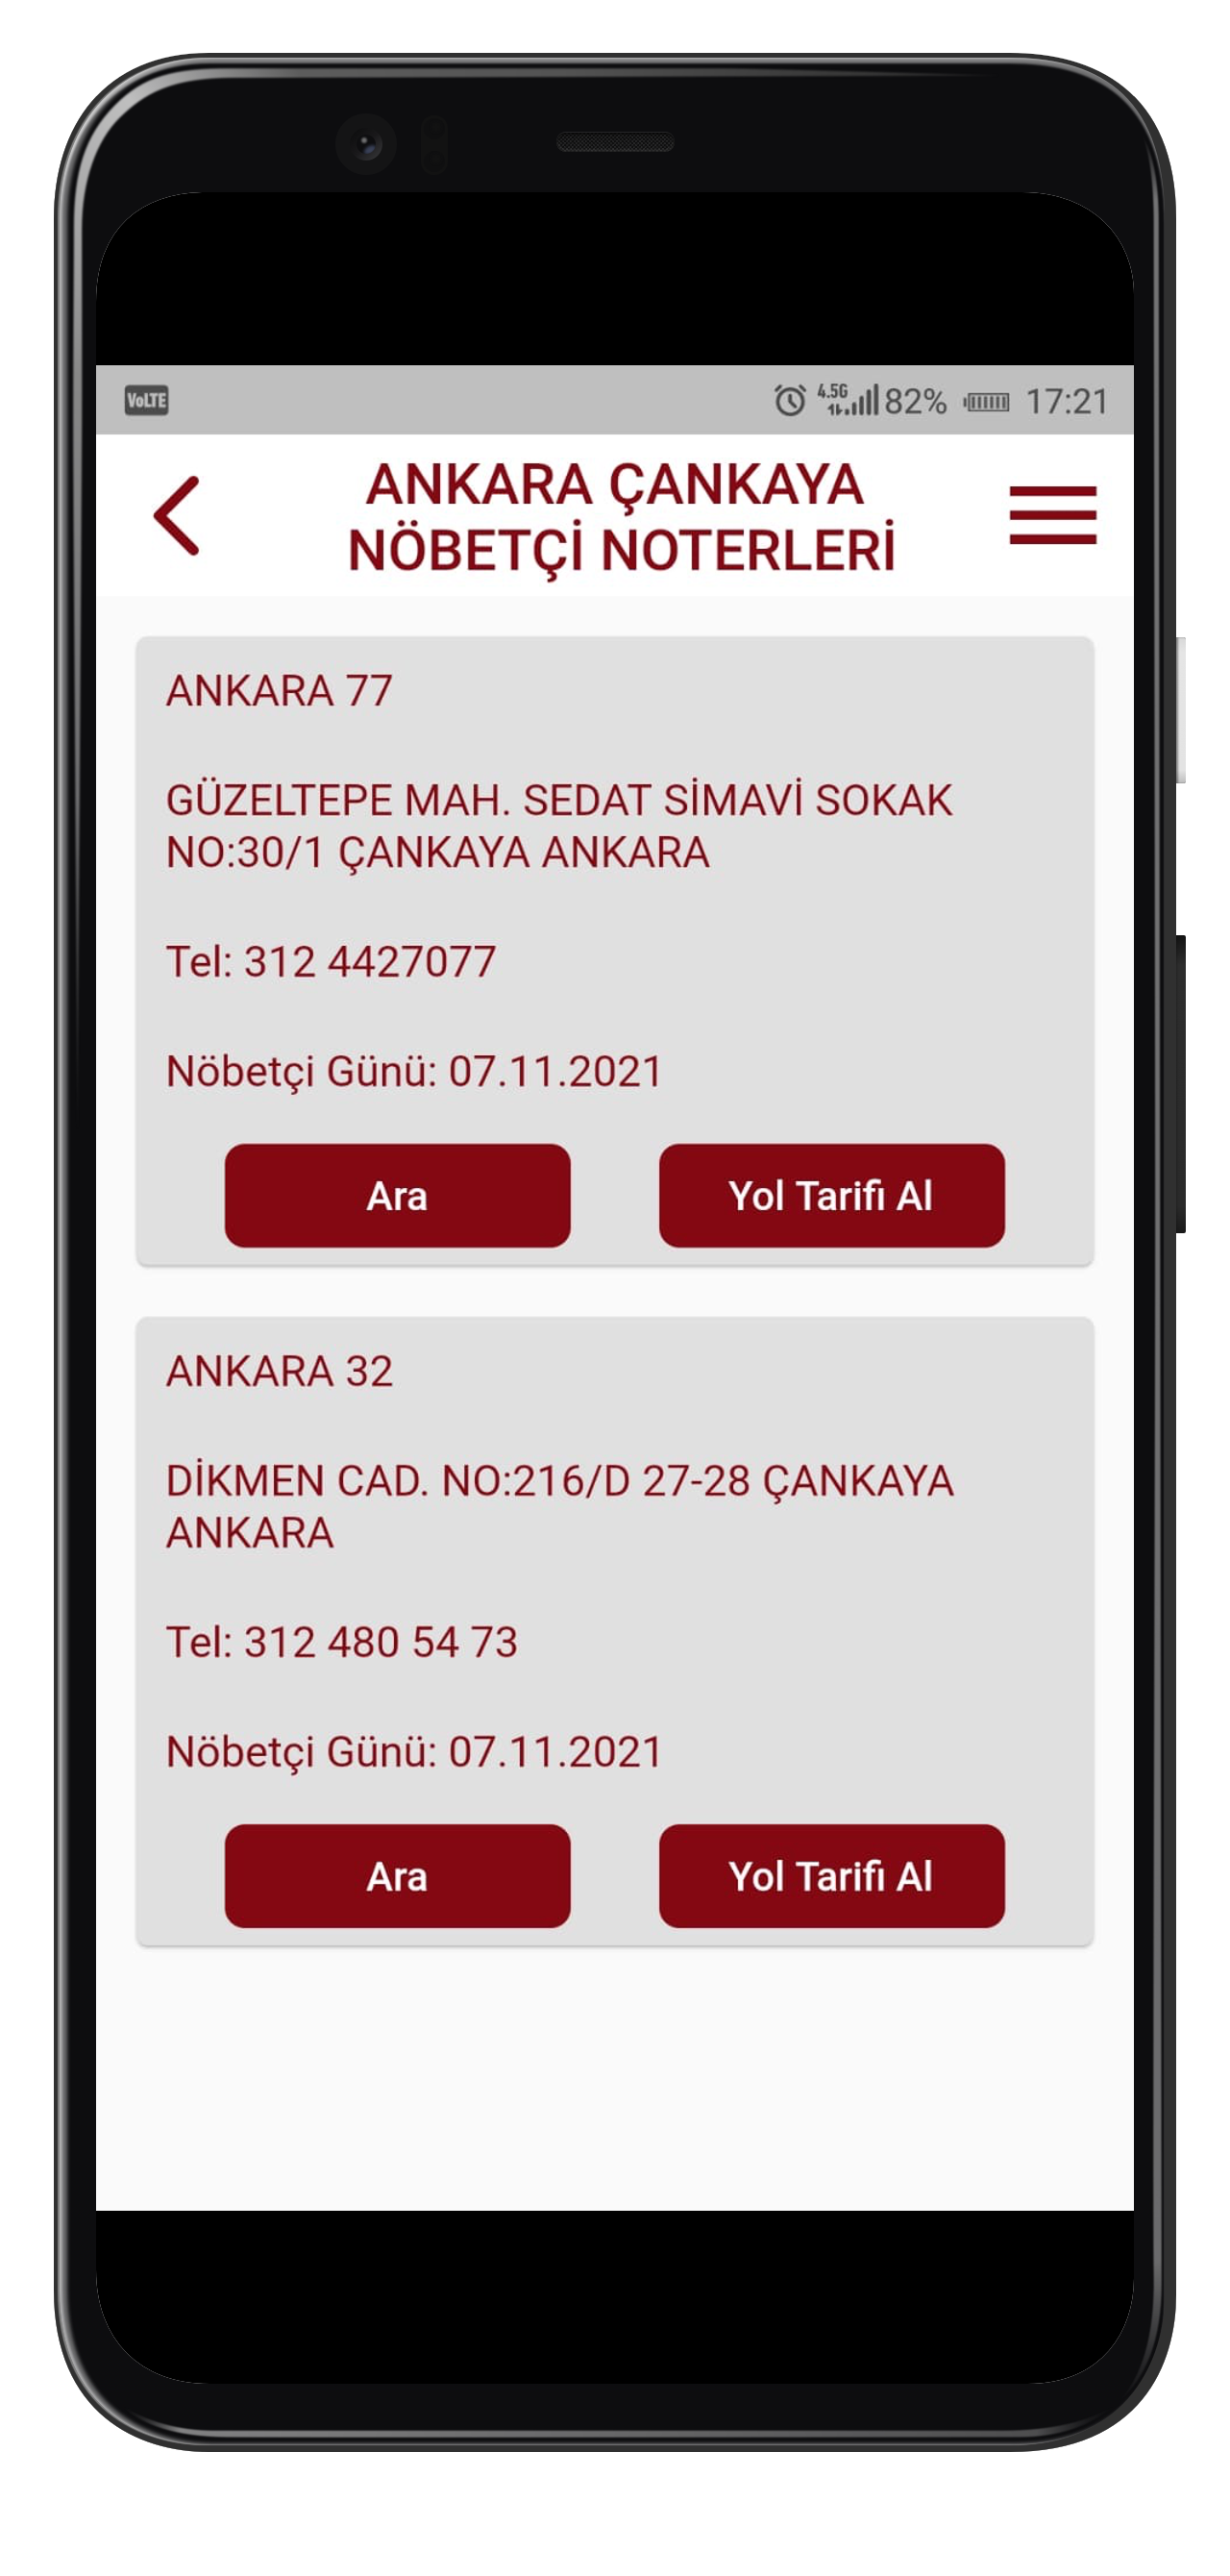 VoLTE
4.5G 82% 17:21
ANKARA ÇANKAYA
NÖBETÇİ NOTERLERİ
ANKARA 77
GÜZELTEPE MAH. SEDAT SİMAVİ SOKAK
NO:30/1 ÇANKAYA ANKARA
Tel: 312 4427077
Nöbetçi Günü: 07.11.2021
Ara Yol Tarifi Al
ANKARA 32
DİKMEN CAD. NO:216/D 27-28 ÇANKAYA
ANKARA
Tel: 312 480 54 73
Nöbetçi Günü: 07.11.2021
Ara Yol Tarifi Al